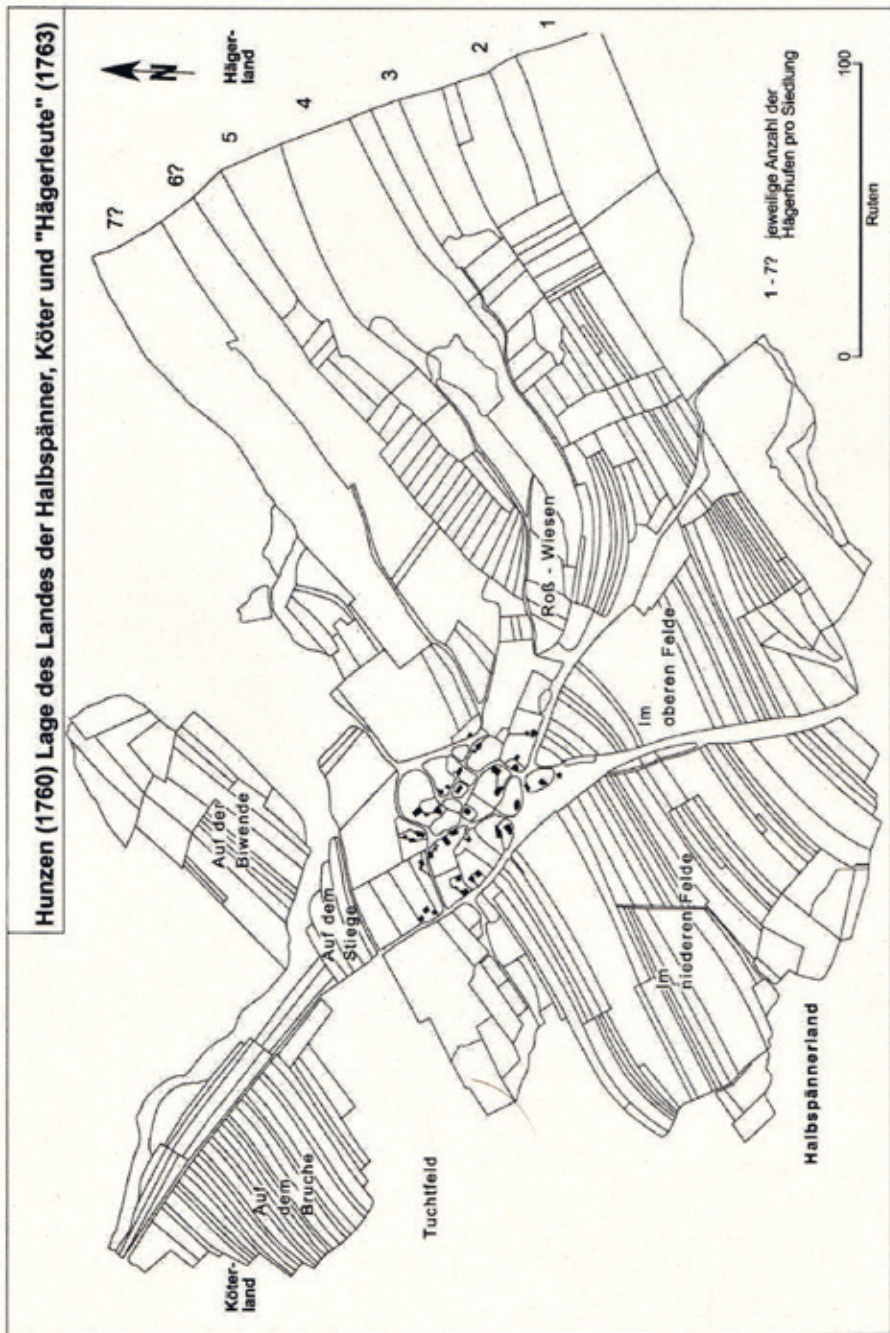 Hunzen (1760) Lage des Landes der Halbspänner, Köter und "Hägerleute" (1763)
N
Häger-
land
7?
6?
5
4
3
2
1
Auf der
Biwende
Auf dem
Stiege
Auf
dem
Bruche
Köter-
land
Tuchtfeld
Roß - Wiesen
Im
oberen Felde
Im
niederen Felde
Halbspännerland
1 - 7? jeweilige Anzahl der
Hägerhufen pro Siedlung
0
100
Ruten